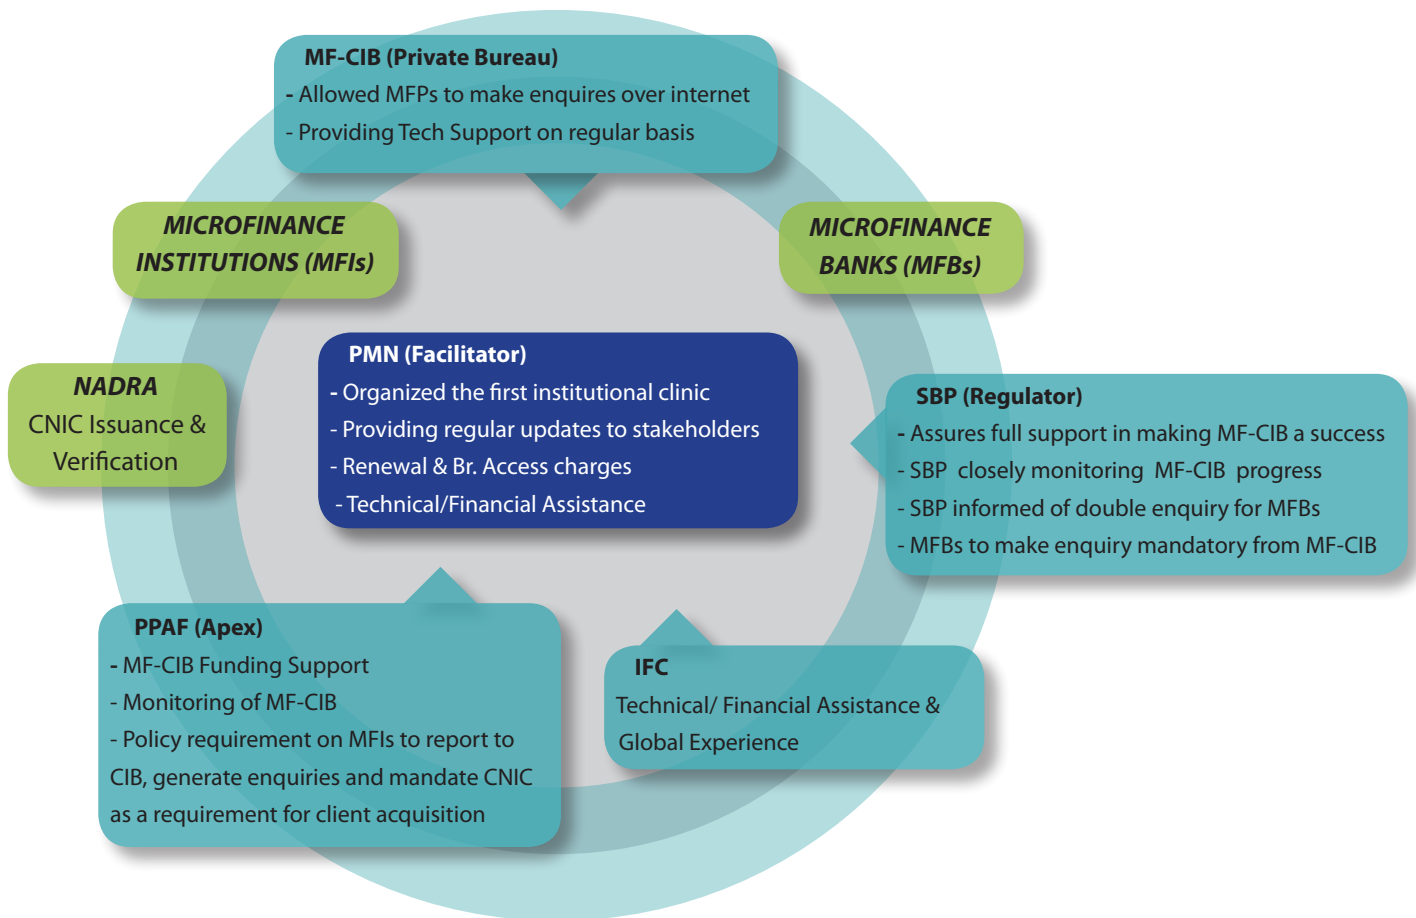 MF-CIB (Private Bureau)
- Allowed MFPs to make enquires over internet
- Providing Tech Support on regular basis
MICROFINANCE
INSTITUTIONS (MFIs)
MICROFINANCE
BANKS (MFBs)
PMN (Facilitator)
- Organized the first institutional clinic
- Providing regular updates to stakeholders
- Renewal & Br. Access charges
- Technical/Financial Assistance
NADRA
CNIC Issuance &
Verification
SBP (Regulator)
- Assures full support in making MF-CIB a success
- SBP closely monitoring MF-CIB progress
- SBP informed of double enquiry for MFBs
- MFBs to make enquiry mandatory from MF-CIB
PPAF (Apex)
- MF-CIB Funding Support
- Monitoring of MF-CIB
- Policy requirement on MFIs to report to
CIB, generate enquiries and mandate CNIC
as a requirement for client acquisition
IFC
Technical/ Financial Assistance &
Global Experience